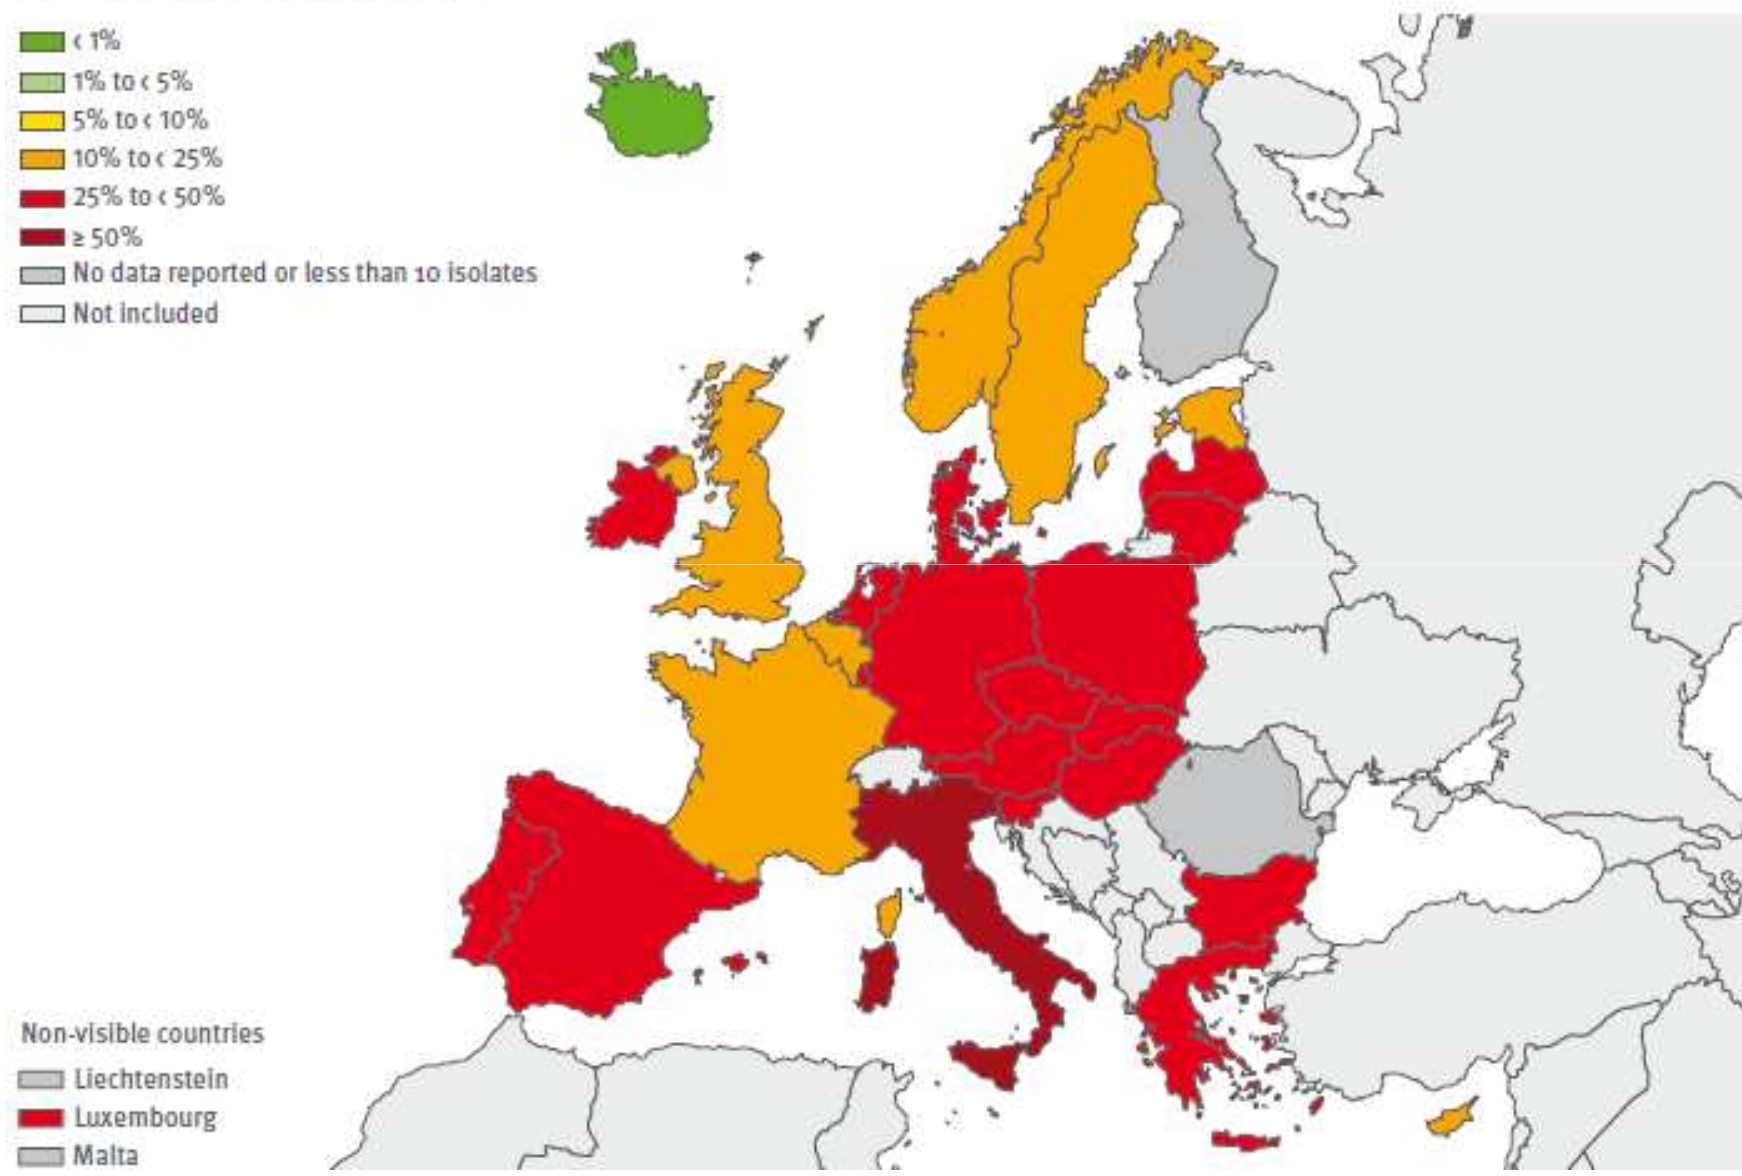 < 1%
1% to < 5%
5% to < 10%
10% to < 25%
25% to < 50%
≥ 50%
No data reported or less than 10 isolates
Not included
Non-visible countries
Liechtenstein
Luxembourg
Malta